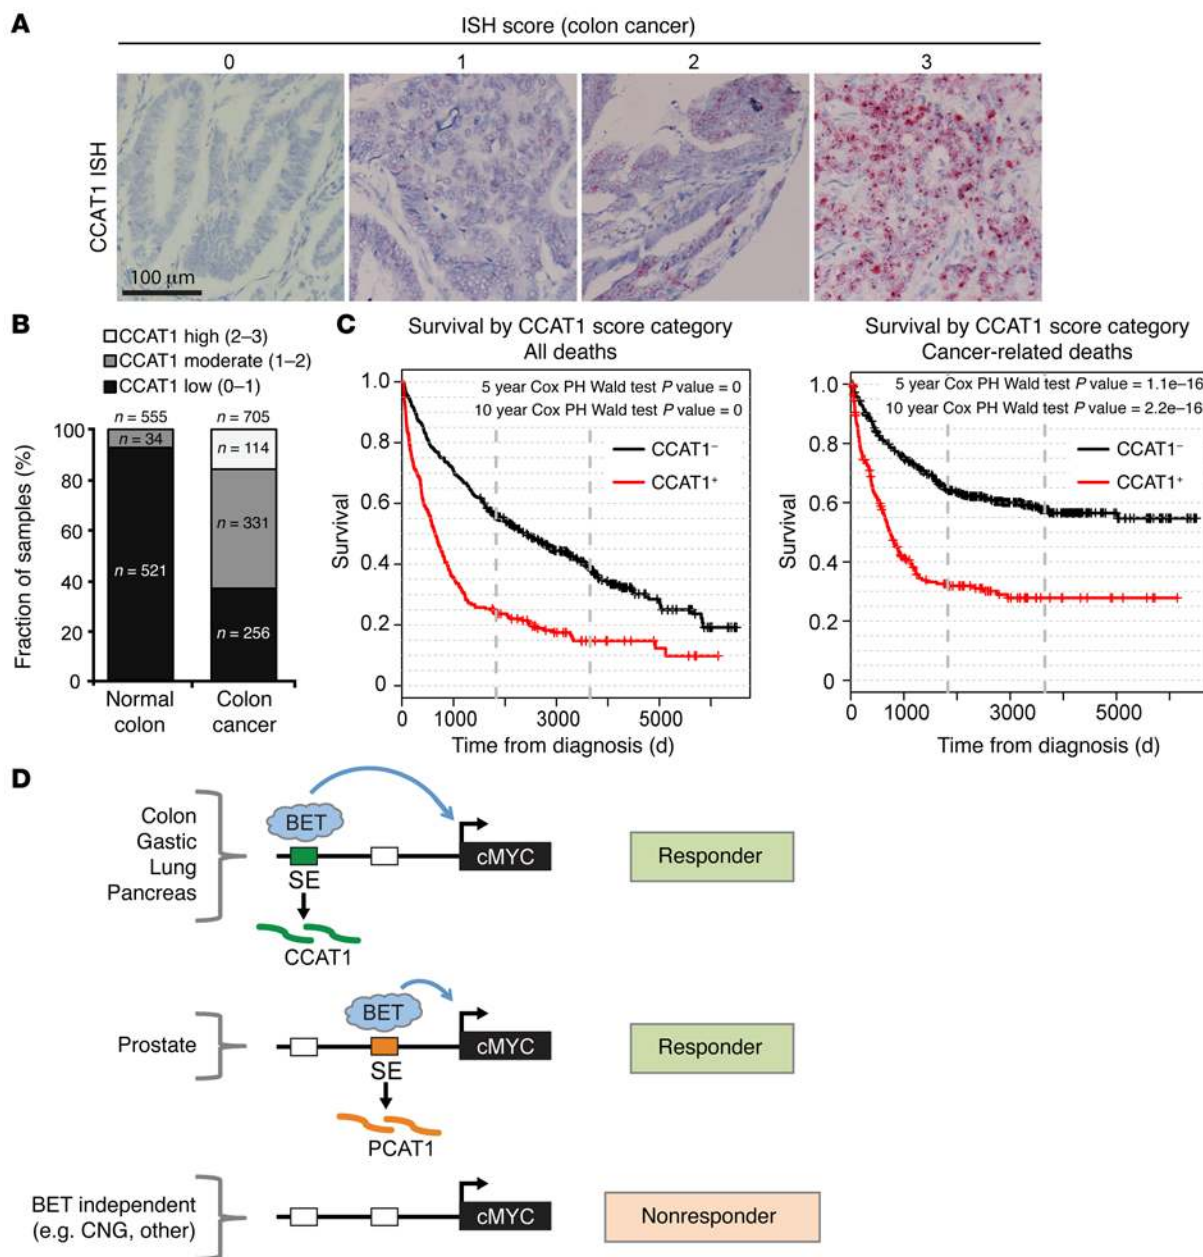 A
ISH score (colon cancer)
0
1
2
3
CCAT1 ISH
100 μm
B
CCAT1 high (2–3)
CCAT1 moderate (1–2)
CCAT1 low (0–1)
n = 555
n = 705
Fraction of samples (%)
100
80
60
40
20
0
n = 34
n = 521
n = 114
n = 331
n = 256
Normal
colon
Colon
cancer
C
Survival by CCAT1 score category
All deaths
5 year Cox PH Wald test P value = 0
10 year Cox PH Wald test P value = 0
CCAT1⁻
CCAT1⁺
Survival
1.0
0.8
0.6
0.4
0.2
0
0
1000
3000
5000
Time from diagnosis (d)
Survival by CCAT1 score category
Cancer-related deaths
5 year Cox PH Wald test P value = 1.1e–16
10 year Cox PH Wald test P value = 2.2e–16
CCAT1⁻
CCAT1⁺
Survival
1.0
0.8
0.6
0.4
0.2
0
0
1000
3000
5000
Time from diagnosis (d)
D
Colon
Gastic
Lung
Pancreas
BET
cMYC
SE
CCAT1
Responder
Prostate
BET
cMYC
SE
PCAT1
Responder
BET independent
(e.g. CNG, other)
cMYC
Nonresponder